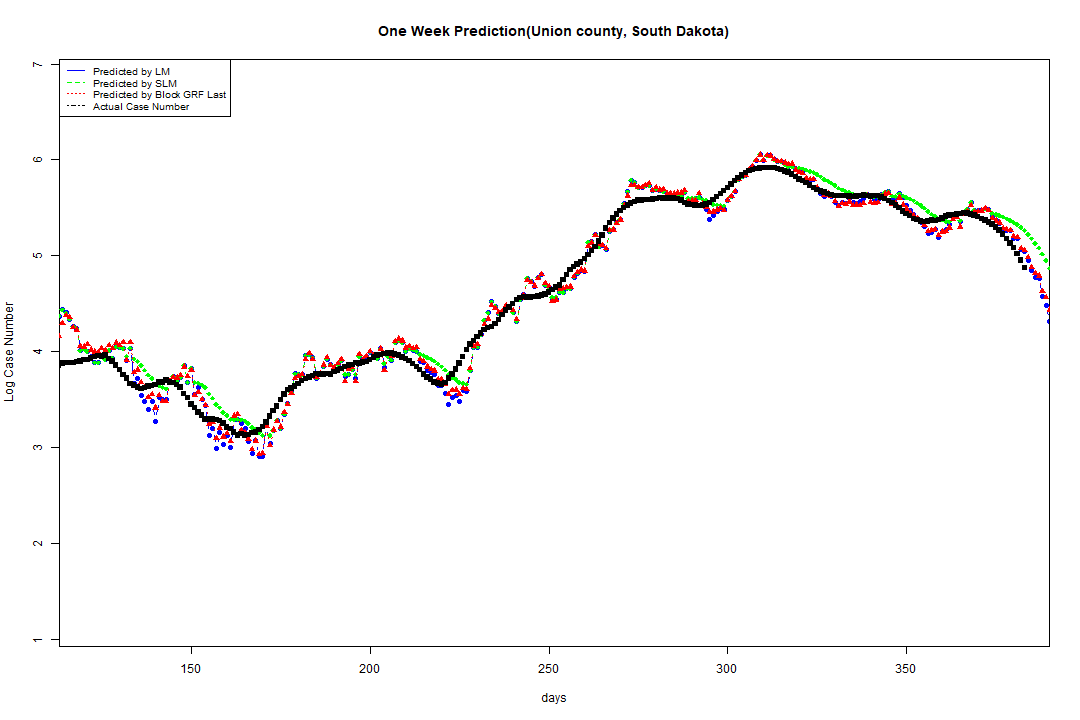 One Week Prediction(Union county, South Dakota)
Predicted by LM
Predicted by SLM
Predicted by Block GRF Last
Actual Case Number
7
6
5
4
3
2
1
Log Case Number
150
200
250
300
350
days